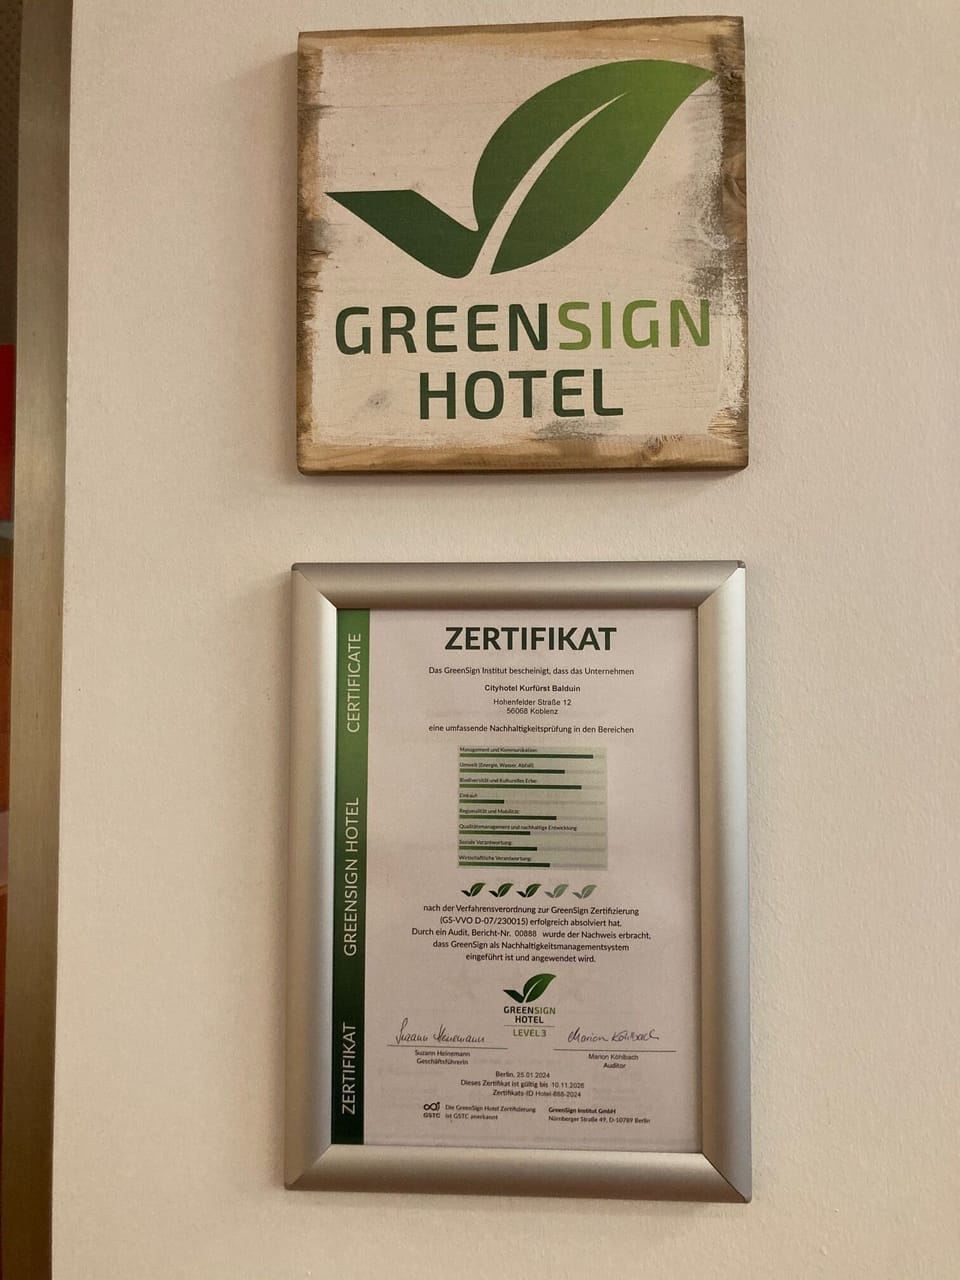 GREENSIGN
HOTEL
ZERTIFIKAT GREENSIGN HOTEL CERTIFICATE
ZERTIFIKAT
Das GreenSign Institut bescheinigt, dass das Unternehmen
Cityhotel Kurfürst Balduin
Hohenfelder Straße 12
56068 Koblenz
eine umfassende Nachhaltigkeitsprüfung in den Bereichen
Management und Kommunikation:
Umwelt (Energie, Wasser, Abfall):
Biodiversität und Kulturelles Erbe:
Einkauf:
Regionalität und Mobilität:
Qualitätsmanagement und nachhaltige Entwicklung
Soziale Verantwortung:
Wirtschaftliche Verantwortung:
nach der Verfahrensverordnung zur GreenSign Zertifizierung
(GS-VVO D-07/230015) erfolgreich absolviert hat.
Durch ein Audit, Bericht-Nr. 00888 wurde der Nachweis erbracht,
dass GreenSign als Nachhaltigkeitsmanagementsystem
eingeführt ist und angewendet wird.
GREENSIGN
HOTEL
LEVEL 3
Suzann Heinemann
Marion Köhlbach
Suzann Heinemann
Geschäftsführerin
Marion Köhlbach
Auditor
Berlin, 25.01.2024
Dieses Zertifikat ist gültig bis 10.11.2026
Zertifikats-ID Hotel-888-2024
GSTC
Die GreenSign Hotel Zertifizierung
ist GSTC anerkannt
GreenSign Institut GmbH
Nürnberger Straße 49, D-10789 Berlin